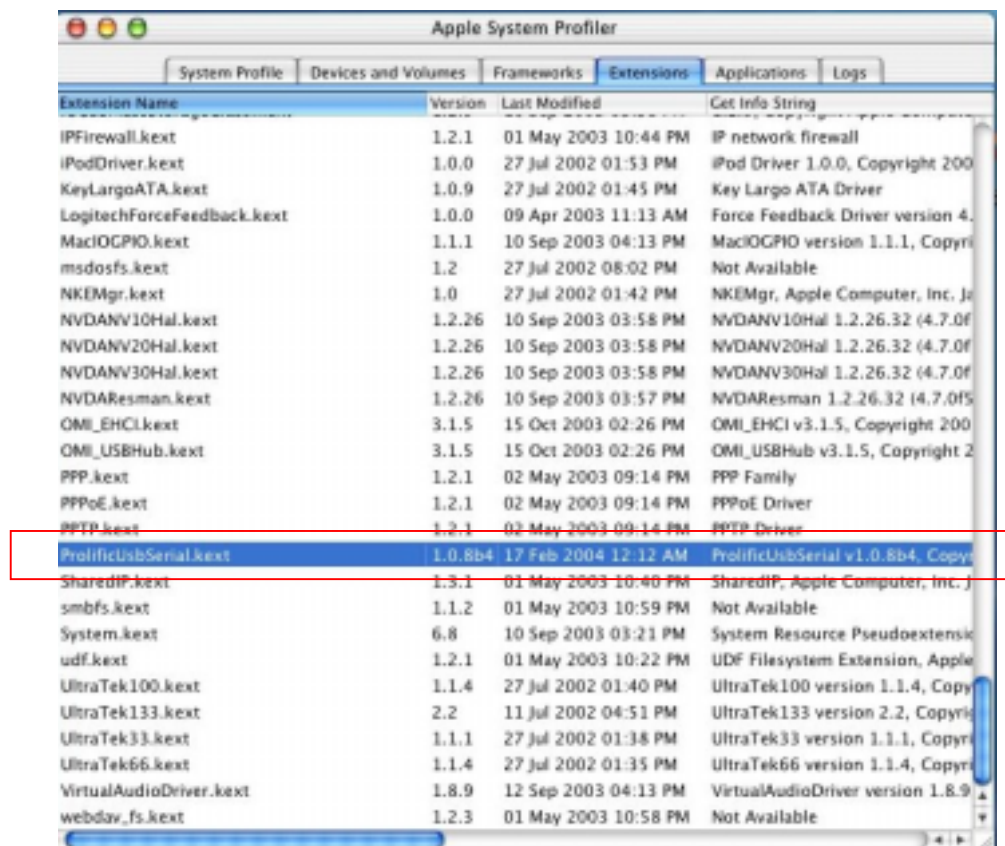 Apple System Profiler
System Profile Devices and Volumes Frameworks Extensions Applications Logs
Extension Name Version Last Modified Get Info String
IPFirewall.kext 1.2.1 01 May 2003 10:44 PM IP network firewall
iPodDriver.kext 1.0.0 27 Jul 2002 01:53 PM iPod Driver 1.0.0, Copyright 200
KeyLargoATA.kext 1.0.9 27 Jul 2002 01:45 PM Key Largo ATA Driver
LogitechForceFeedback.kext 1.0.0 09 Apr 2003 11:13 AM Force Feedback Driver version 4.
MacIOGPIO.kext 1.1.1 10 Sep 2003 04:13 PM MacIOGPIO version 1.1.1, Copyri
msdosfs.kext 1.2 27 Jul 2002 08:02 PM Not Available
NKEMgr.kext 1.0 27 Jul 2002 01:42 PM NKEMgr, Apple Computer, Inc. Ja
NVDANV10Hal.kext 1.2.26 10 Sep 2003 03:58 PM NVDANV10Hal 1.2.26.32 (4.7.0f
NVDANV20Hal.kext 1.2.26 10 Sep 2003 03:58 PM NVDANV20Hal 1.2.26.32 (4.7.0f
NVDANV30Hal.kext 1.2.26 10 Sep 2003 03:58 PM NVDANV30Hal 1.2.26.32 (4.7.0f
NVDAResman.kext 1.2.26 10 Sep 2003 03:57 PM NVDAResman 1.2.26.32 (4.7.0f5
OMI_EHCI.kext 3.1.5 15 Oct 2003 02:26 PM OMI_EHCI v3.1.5, Copyright 200
OMI_USBHub.kext 3.1.5 15 Oct 2003 02:26 PM OMI_USBHub v3.1.5, Copyright 2
PPP.kext 1.2.1 02 May 2003 09:14 PM PPP Family
PPPoE.kext 1.2.1 02 May 2003 09:14 PM PPPoE Driver
PPTP.kext 1.2.1 02 May 2003 09:14 PM PPTP Driver
ProlificUsbSerial.kext 1.0.8b4 17 Feb 2004 12:12 AM ProlificUsbSerial v1.0.8b4, Copyr
SharedIP.kext 1.3.1 01 May 2003 10:40 PM SharedIP, Apple Computer, Inc. J
smbfs.kext 1.1.2 01 May 2003 10:59 PM Not Available
System.kext 6.8 10 Sep 2003 03:21 PM System Resource Pseudoextensio
udf.kext 1.2.1 01 May 2003 10:22 PM UDF Filesystem Extension, Apple
UltraTek100.kext 1.1.4 27 Jul 2002 01:40 PM UltraTek100 version 1.1.4, Copy
UltraTek133.kext 2.2 11 Jul 2002 04:51 PM UltraTek133 version 2.2, Copyrig
UltraTek33.kext 1.1.1 27 Jul 2002 01:38 PM UltraTek33 version 1.1.1, Copyri
UltraTek66.kext 1.1.4 27 Jul 2002 01:35 PM UltraTek66 version 1.1.4, Copyri
VirtualAudioDriver.kext 1.8.9 12 Sep 2003 04:13 PM VirtualAudioDriver version 1.8.9
webdav_fs.kext 1.2.3 01 May 2003 10:58 PM Not Available